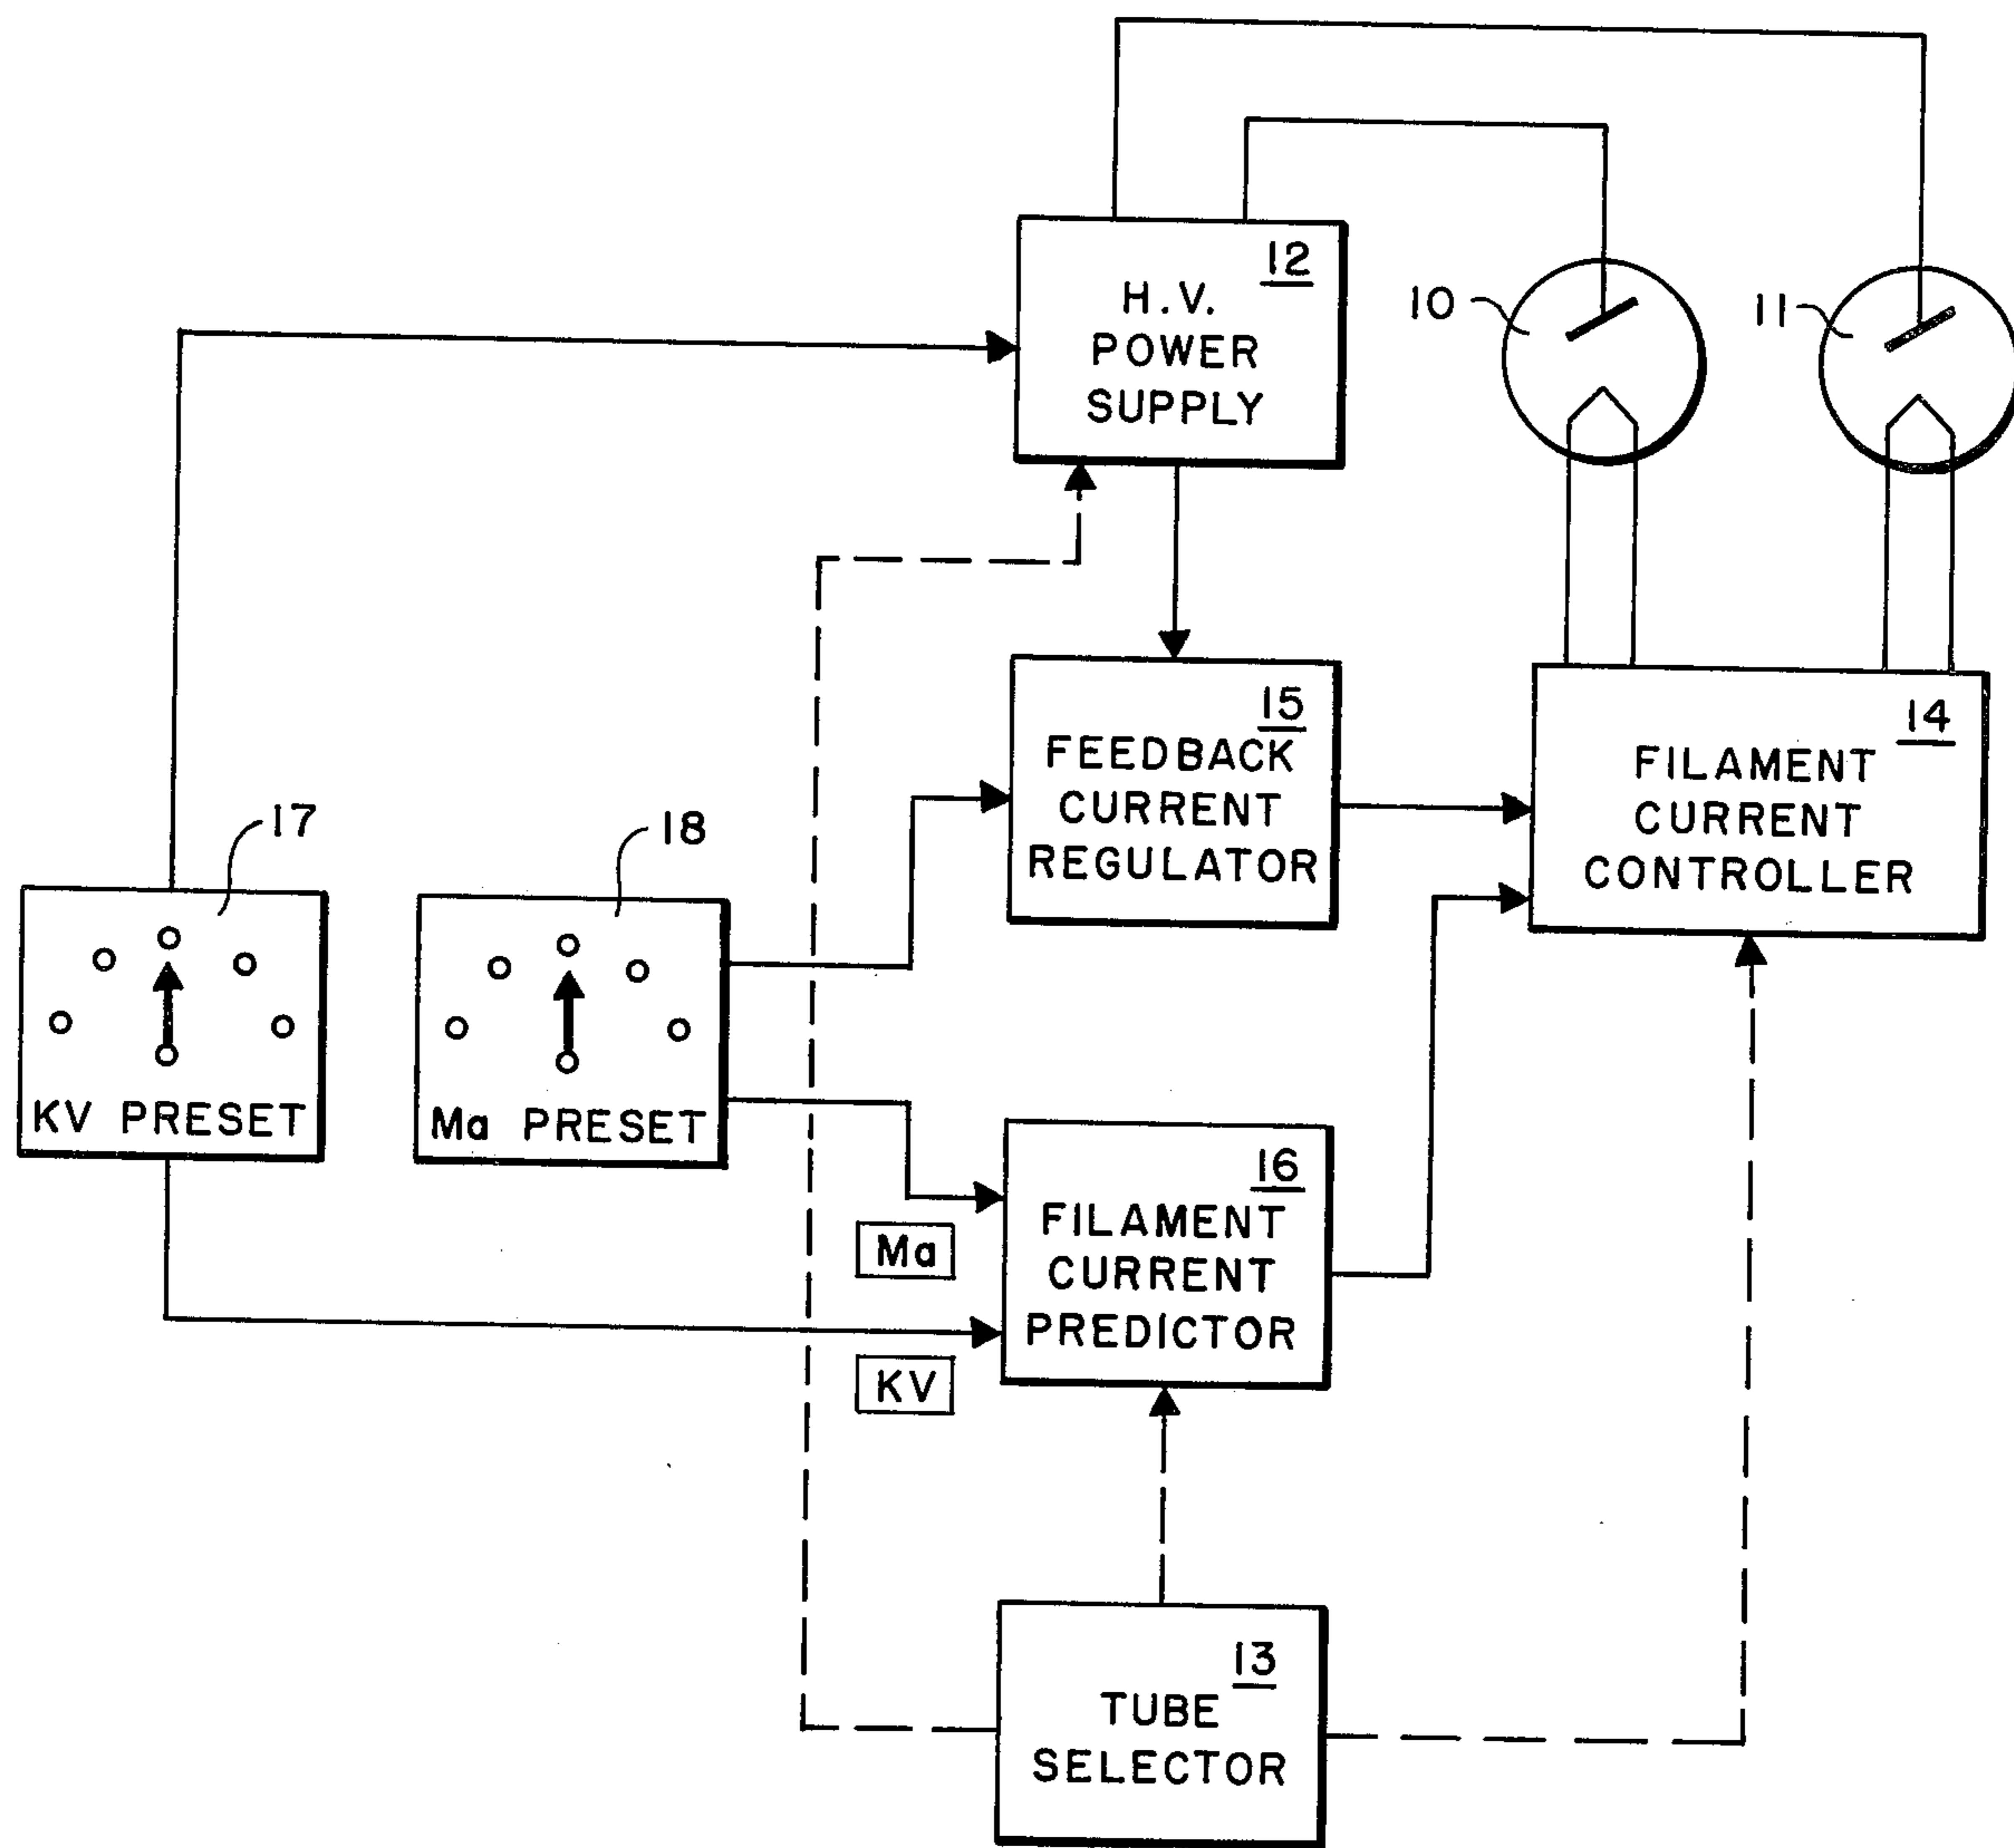 12
H.V.
POWER
SUPPLY
10
11
15
FEEDBACK
CURRENT
REGULATOR
14
FILAMENT
CURRENT
CONTROLLER
17
KV PRESET
18
Ma PRESET
16
FILAMENT
CURRENT
PREDICTOR
Ma
KV
13
TUBE
SELECTOR